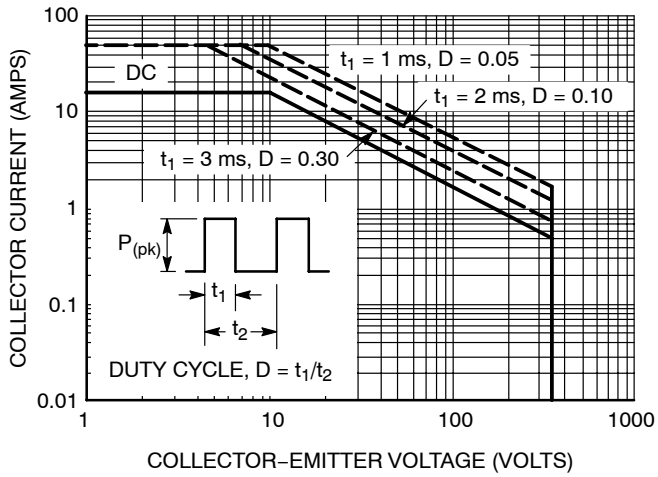 100
10
1
0.1
0.01
COLLECTOR CURRENT (AMPS)
DC
t₁ = 1 ms, D = 0.05
t₁ = 2 ms, D = 0.10
t₁ = 3 ms, D = 0.30
P(pk)
t₁
t₂
DUTY CYCLE, D = t₁/t₂
1
10
100
1000
COLLECTOR−EMITTER VOLTAGE (VOLTS)